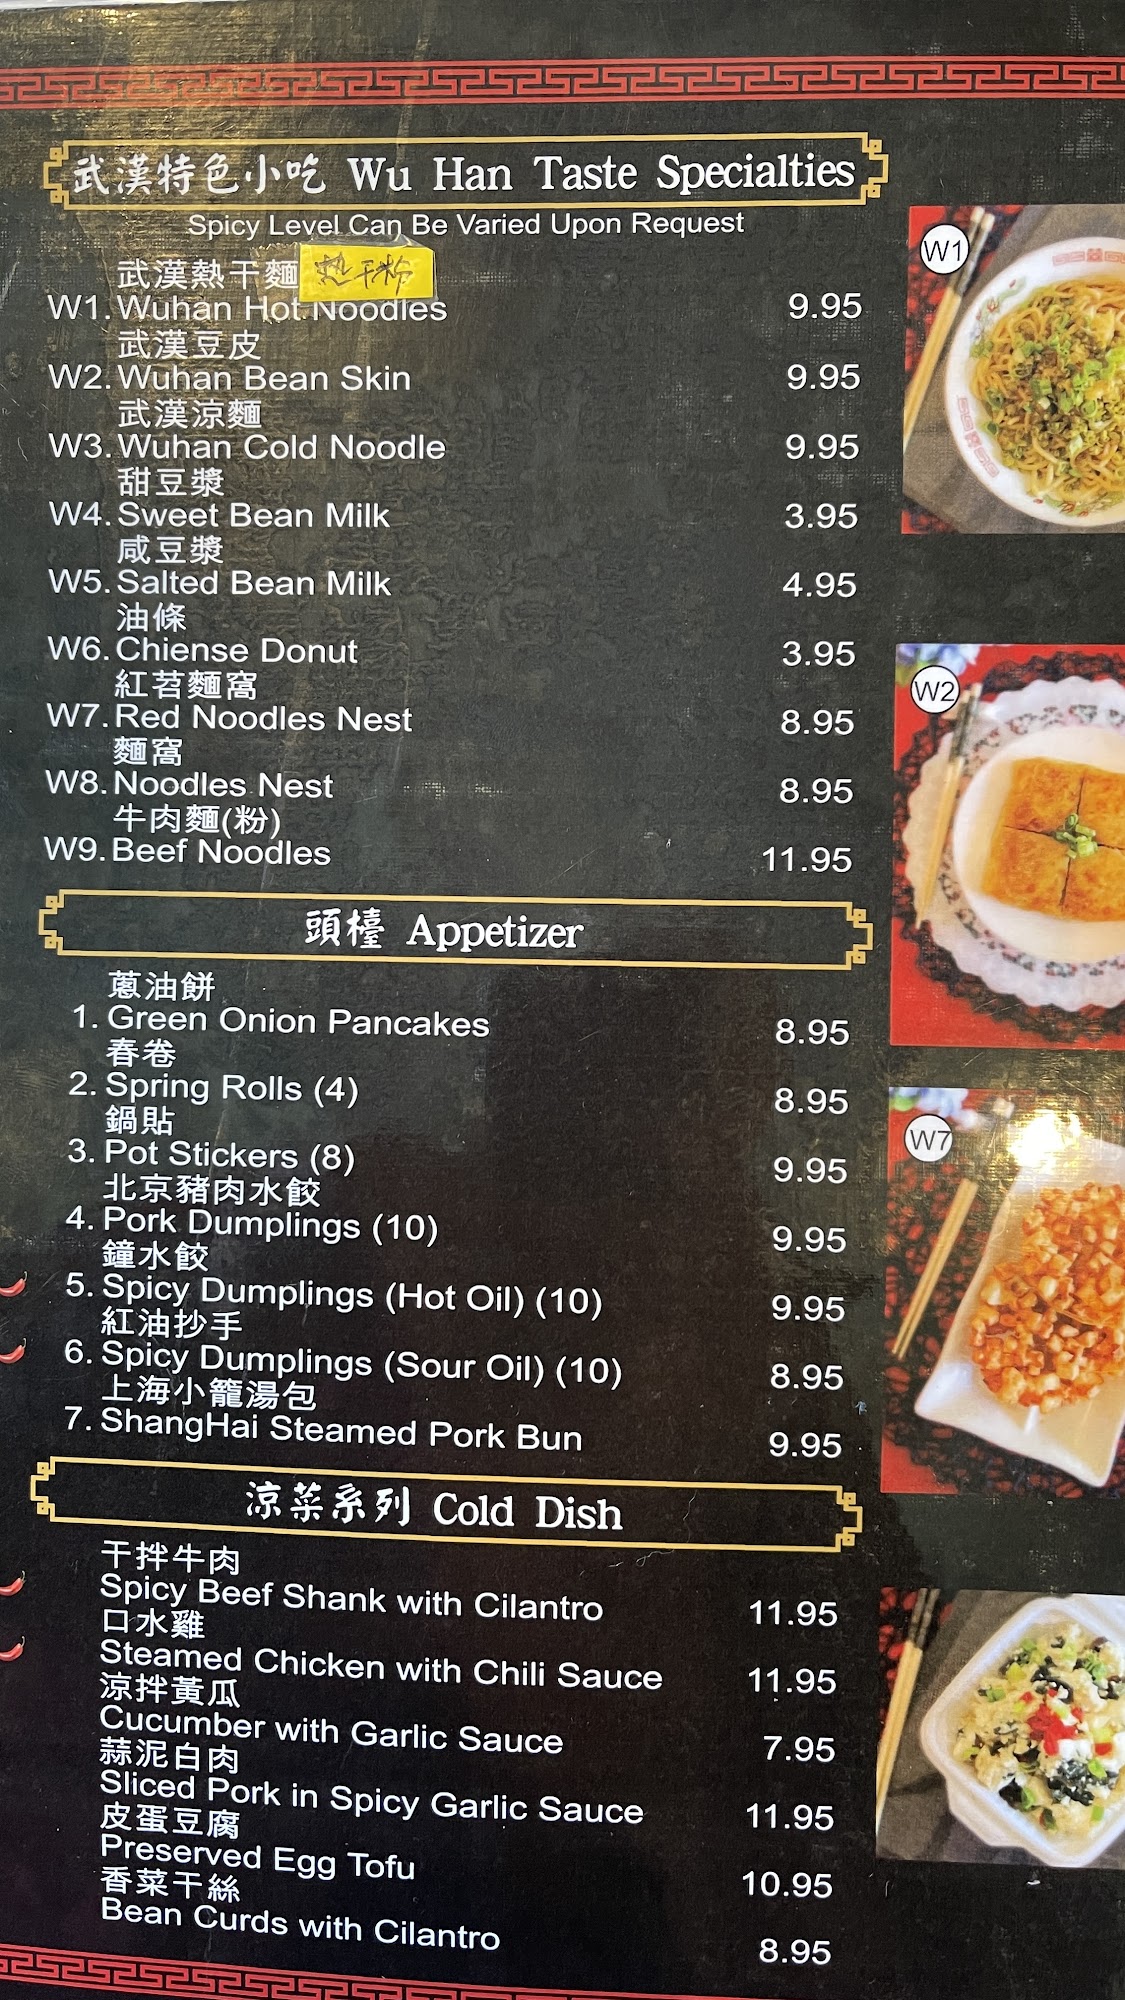 武漢特色小吃 Wu Han Taste Specialties
Spicy Level Can Be Varied Upon Request
武漢熱干麵 热干粉
W1. Wuhan Hot Noodles 9.95
武漢豆皮
W2. Wuhan Bean Skin 9.95
武漢涼麵
W3. Wuhan Cold Noodle 9.95
甜豆漿
W4. Sweet Bean Milk 3.95
咸豆漿
W5. Salted Bean Milk 4.95
油條
W6. Chiense Donut 3.95
紅苕麵窩
W7. Red Noodles Nest 8.95
麵窩
W8. Noodles Nest 8.95
牛肉麵(粉)
W9. Beef Noodles 11.95
頭檯 Appetizer
蔥油餅
1. Green Onion Pancakes 8.95
春卷
2. Spring Rolls (4) 8.95
鍋貼
3. Pot Stickers (8) 9.95
北京豬肉水餃
4. Pork Dumplings (10) 9.95
鐘水餃
5. Spicy Dumplings (Hot Oil) (10) 9.95
紅油抄手
6. Spicy Dumplings (Sour Oil) (10) 8.95
上海小籠湯包
7. ShangHai Steamed Pork Bun 9.95
涼菜系列 Cold Dish
干拌牛肉
Spicy Beef Shank with Cilantro 11.95
口水雞
Steamed Chicken with Chili Sauce 11.95
涼拌黃瓜
Cucumber with Garlic Sauce 7.95
蒜泥白肉
Sliced Pork in Spicy Garlic Sauce 11.95
皮蛋豆腐
Preserved Egg Tofu 10.95
香菜干絲
Bean Curds with Cilantro 8.95
W1
W2
W7